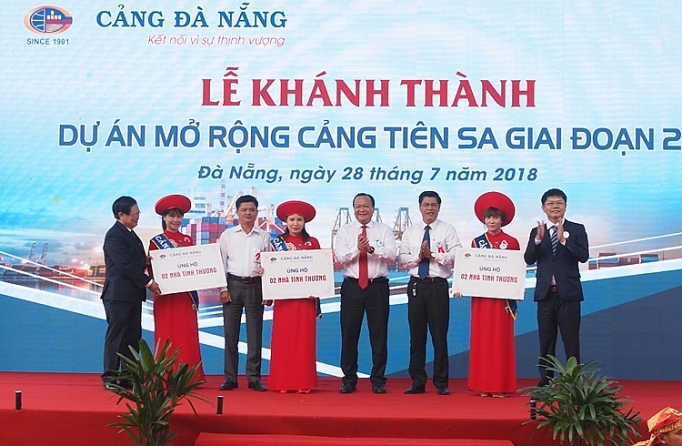 CẢNG ĐÀ NẴNG
Kết nối vì sự thịnh vượng
SINCE 1901
LỄ KHÁNH THÀNH
DỰ ÁN MỞ RỘNG CẢNG TIÊN SA GIAI ĐOẠN 2
Đà Nẵng, ngày 28 tháng 7 năm 2018
CẢNG ĐÀ NẴNG
ỦNG HỘ
02 NHÀ TÌNH THƯƠNG
CẢNG ĐÀ NẴNG
ỦNG HỘ
02 NHÀ TÌNH THƯƠNG
CẢNG ĐÀ NẴNG
ỦNG HỘ
02 NHÀ TÌNH THƯƠNG